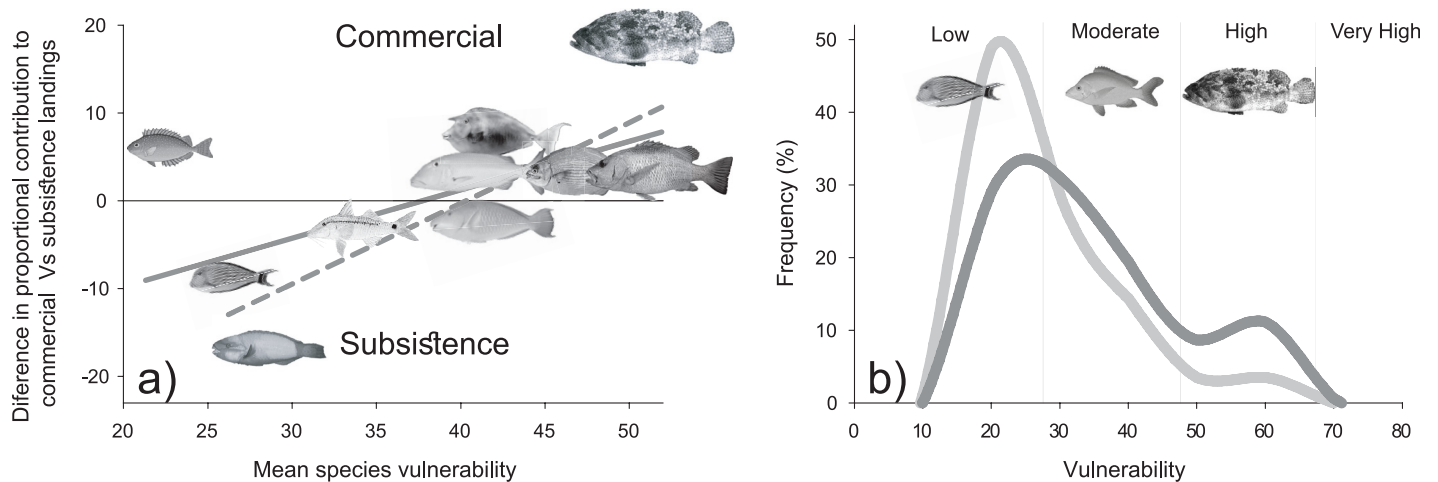 Diference in proportional contribution to
commercial Vs subsistence landings
20
10
0
-10
-20
Commercial
Subsistence
a)
20 25 30 35 40 45 50
Mean species vulnerability
Frequency (%)
50
40
30
20
10
0
Low Moderate High Very High
b)
0 10 20 30 40 50 60 70 80
Vulnerability